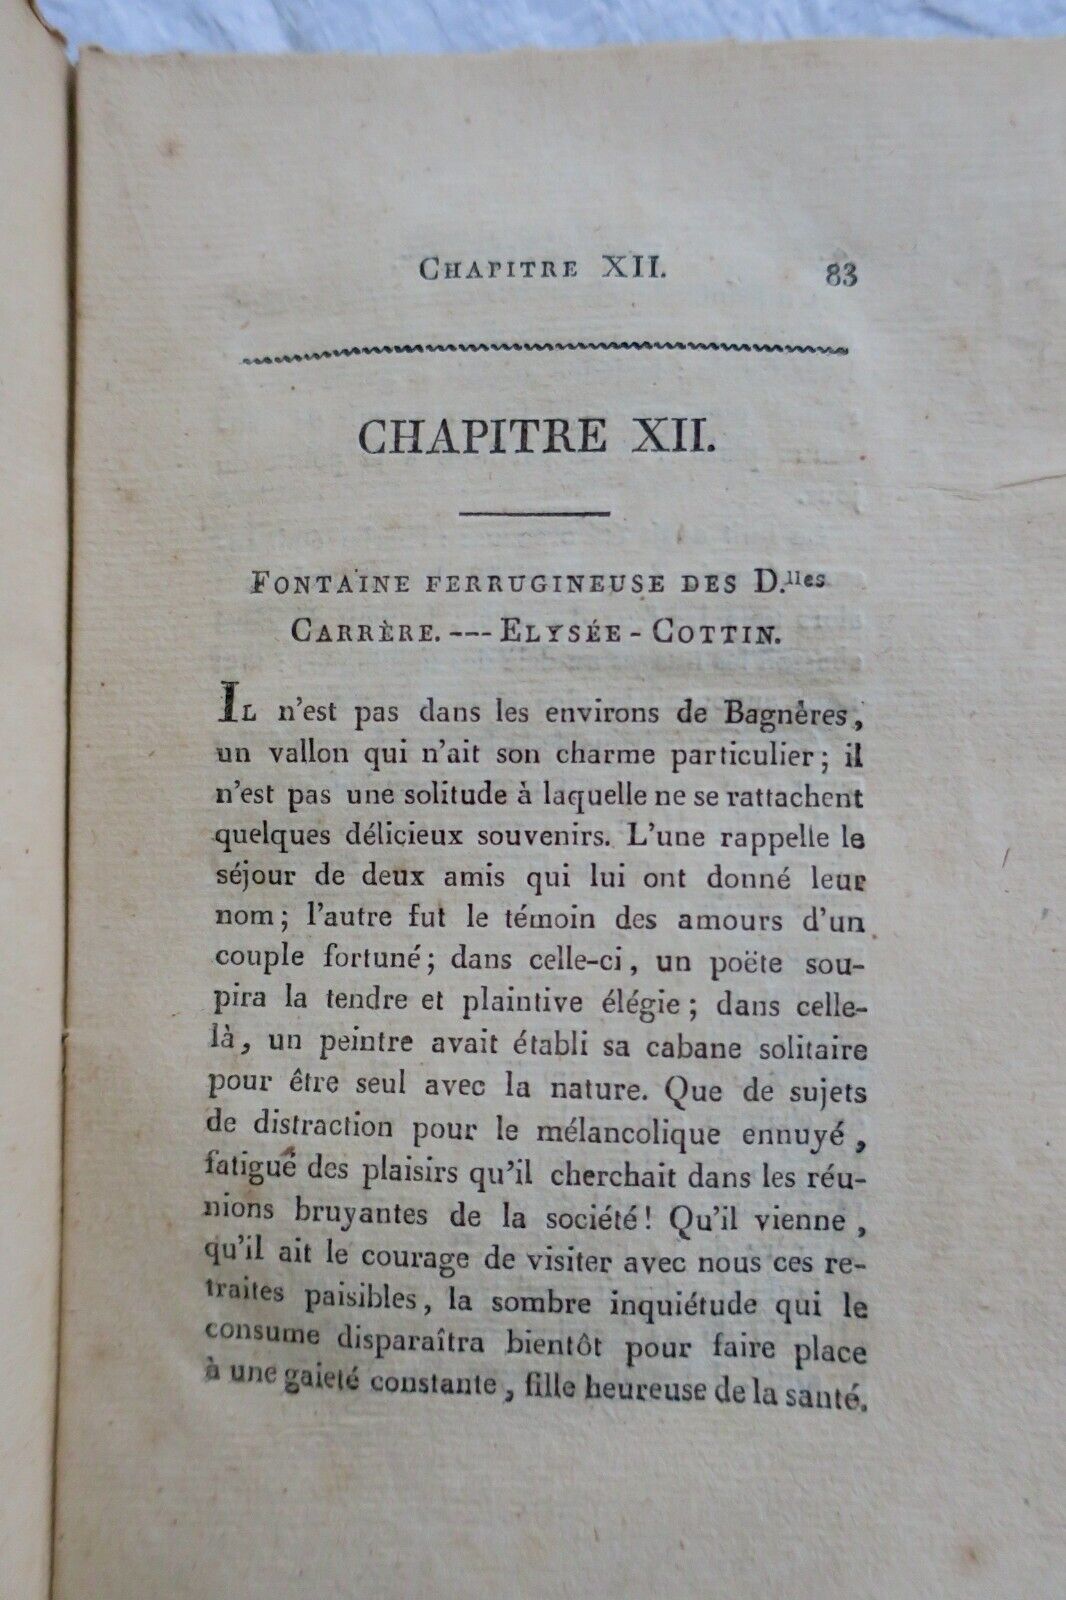 CHAPITRE XII. 83
CHAPITRE XII.
FONTAINE FERRUGINEUSE DES D.lles
CARRÈRE. --- ELYSÉE - COTTIN.
IL n'est pas dans les environs de Bagnères,
un vallon qui n'ait son charme particulier ; il
n'est pas une solitude à laquelle ne se rattachent
quelques délicieux souvenirs. L'une rappelle le
séjour de deux amis qui lui ont donné leur
nom ; l'autre fut le témoin des amours d'un
couple fortuné ; dans celle-ci, un poëte sou-
pira la tendre et plaintive élégie ; dans celle-
là, un peintre avait établi sa cabane solitaire
pour être seul avec la nature. Que de sujets
de distraction pour le mélancolique ennuyé,
fatigué des plaisirs qu'il cherchait dans les réu-
nions bruyantes de la société ! Qu'il vienne,
qu'il ait le courage de visiter avec nous ces re-
traites paisibles, la sombre inquiétude qui le
consume disparaîtra bientôt pour faire place
à une gaieté constante, fille heureuse de la santé.